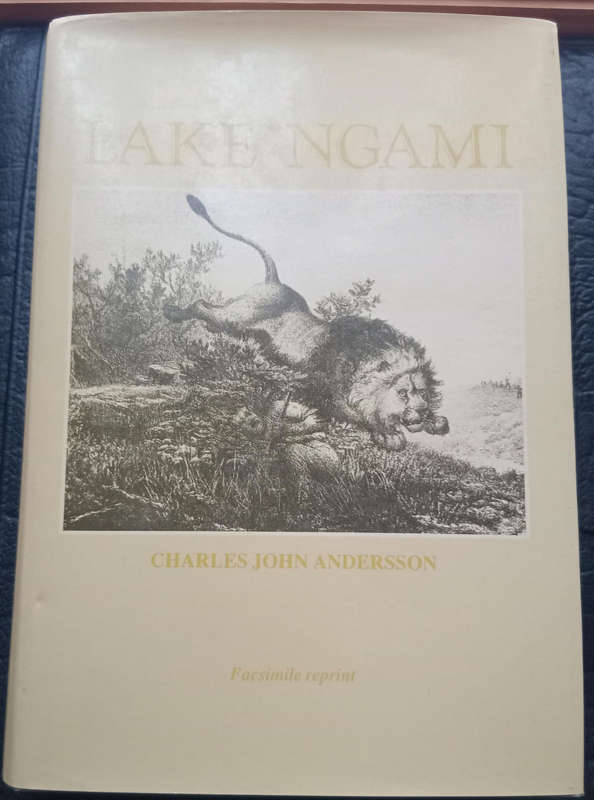 LAKE NGAMI
CHARLES JOHN ANDERSSON
Facsimile reprint